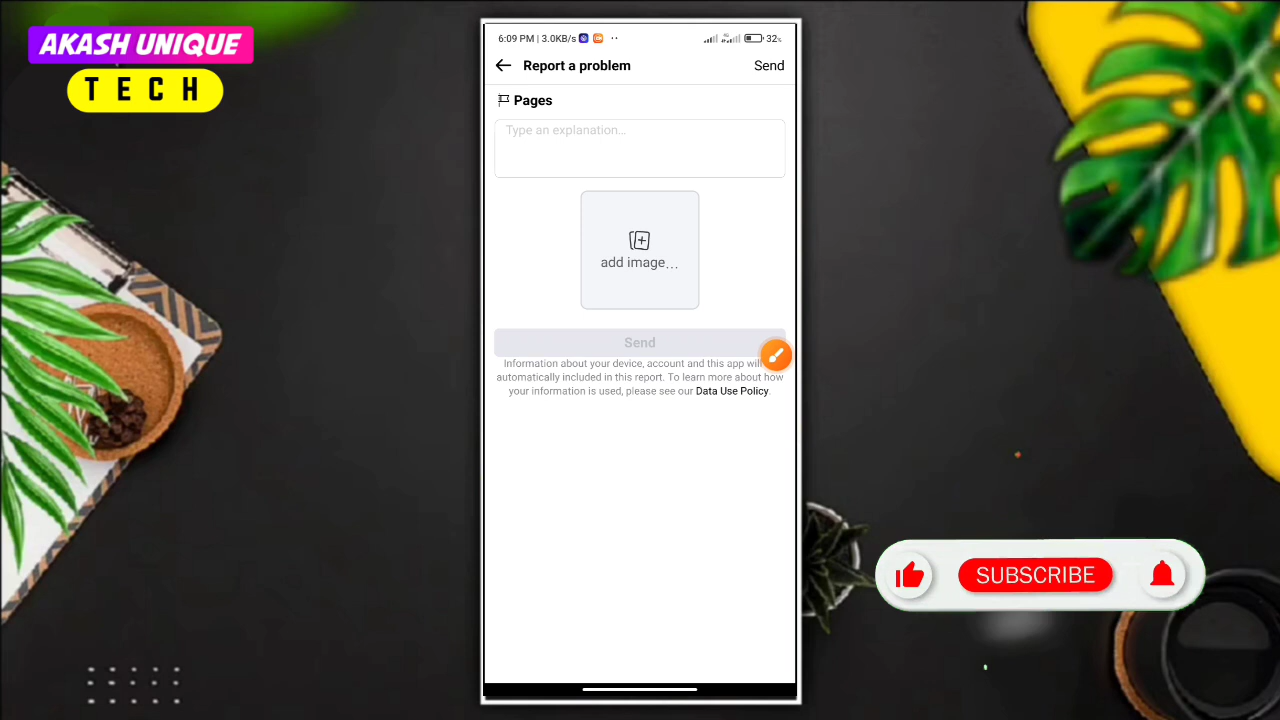 AKASH UNIQUE
TECH
6:09 PM | 3.0KB/s
32%
Report a problem
Send
Pages
Type an explanation...
add image...
Send
Information about your device, account and this app will
automatically included in this report. To learn more about how
your information is used, please see our Data Use Policy.
SUBSCRIBE